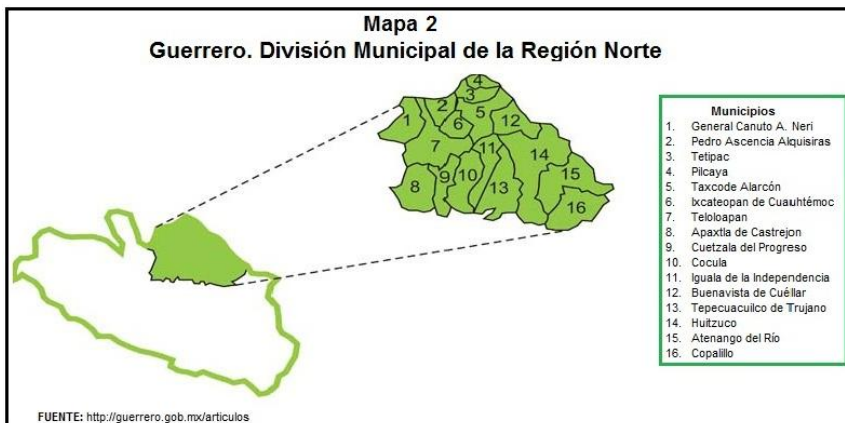 Mapa 2
Guerrero. División Municipal de la Región Norte
4
3
1
2
5
6
12
7
11
14
8
9
10
13
15
16
Municipios
1. General Canuto A. Neri
2. Pedro Ascencia Alquisiras
3. Tetipac
4. Pilcaya
5. Taxcode Alarcón
6. Ixcateopan de Cuauhtémoc
7. Teloloapan
8. Apaxtla de Castrejon
9. Cuetzala del Progreso
10. Cocula
11. Iguala de la Independencia
12. Buenavista de Cuéllar
13. Tepecuacuilco de Trujano
14. Huitzuco
15. Atenango del Río
16. Copalillo
FUENTE: http://guerrero.gob.mx/articulos